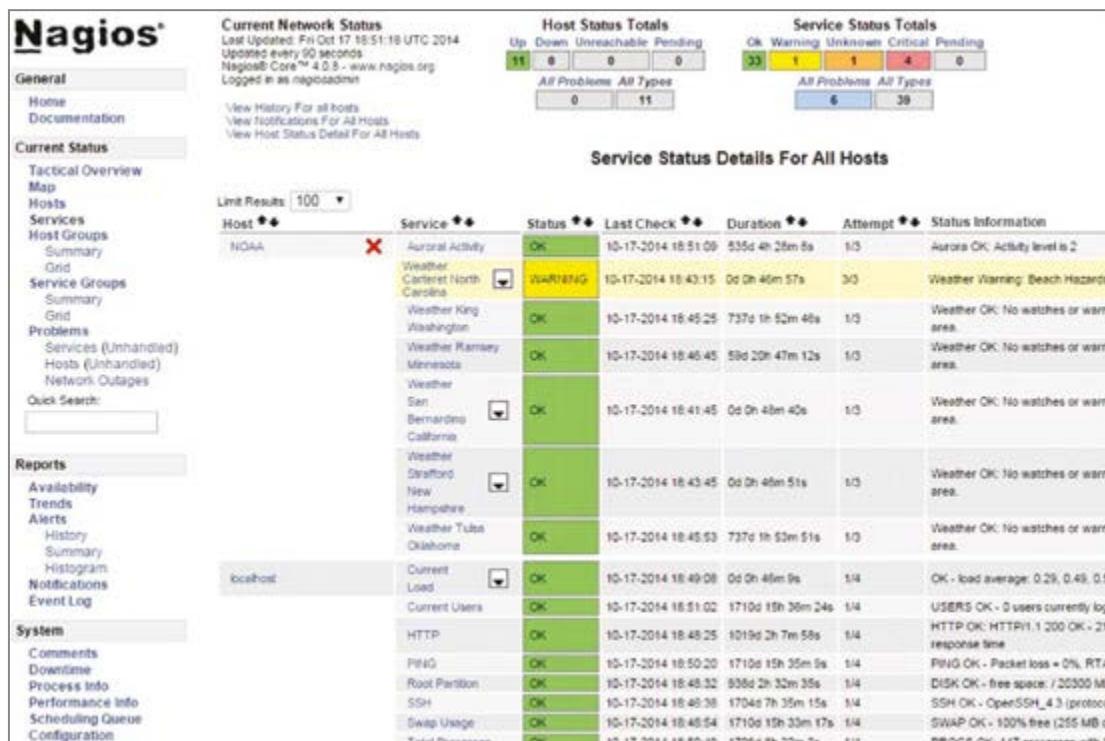 Nagios®
General
Home
Documentation
Current Status
Tactical Overview
Map
Hosts
Services
Host Groups
Summary
Grid
Service Groups
Summary
Grid
Problems
Services (Unhandled)
Hosts (Unhandled)
Network Outages
Quick Search:
Reports
Availability
Trends
Alerts
History
Summary
Histogram
Notifications
Event Log
System
Comments
Downtime
Process Info
Performance Info
Scheduling Queue
Configuration
Current Network Status
Last Updated: Fri Oct 17 18:51:18 UTC 2014
Updated every 90 seconds
Nagios® Core™ 4.0.8 - www.nagios.org
Logged in as nagiosadmin
View History For all hosts
View Notifications For All Hosts
View Host Status Detail For All Hosts
Host Status Totals
Up Down Unreachable Pending
11 0 0 0
All Problems All Types
0 11
Service Status Totals
Ok Warning Unknown Critical Pending
33 1 1 4 0
All Problems All Types
6 39
Service Status Details For All Hosts
Limit Results: 100
Host Service Status Last Check Duration Attempt Status Information
NOAA Auroral Activity OK 10-17-2014 18:51:09 535d 4h 28m 8s 1/3 Aurora OK: Activity level is 2
Weather Carteret North Carolina WARNING 10-17-2014 18:43:15 0d 0h 46m 57s 3/3 Weather Warning: Beach Hazards
Weather King Washington OK 10-17-2014 18:45:25 737d 1h 52m 46s 1/3 Weather OK: No watches or warn area.
Weather Ramsey Minnesota OK 10-17-2014 18:46:45 59d 20h 47m 12s 1/3 Weather OK: No watches or warn area.
Weather San Bernardino California OK 10-17-2014 18:41:45 0d 0h 48m 40s 1/3 Weather OK: No watches or warn area.
Weather Strafford New Hampshire OK 10-17-2014 18:43:45 0d 0h 46m 51s 1/3 Weather OK: No watches or warn area.
Weather Tulsa Oklahoma OK 10-17-2014 18:45:53 737d 1h 53m 51s 1/3 Weather OK: No watches or warn area.
localhost Current Load OK 10-17-2014 18:49:08 0d 0h 46m 9s 1/4 OK - load average: 0.29, 0.49,
Current Users OK 10-17-2014 18:51:02 1710d 15h 36m 24s 1/4 USERS OK - 0 users currently log
HTTP OK 10-17-2014 18:48:25 1019d 2h 7m 58s 1/4 HTTP OK: HTTP/1.1 200 OK - response time
PING OK 10-17-2014 18:50:20 1710d 15h 35m 9s 1/4 PING OK - Packet loss = 0%, RTA
Root Partition OK 10-17-2014 18:48:32 2h 32m 35s 1/4 DISK OK - free space: / 20300 MB
SSH OK 10-17-2014 18:46:38 1704d 7h 35m 15s 1/4 SSH OK - OpenSSH_4.3 (protoco
Swap Usage OK 10-17-2014 18:48:54 1710d 15h 33m 17s 1/4 SWAP OK - 100% free (255 MB